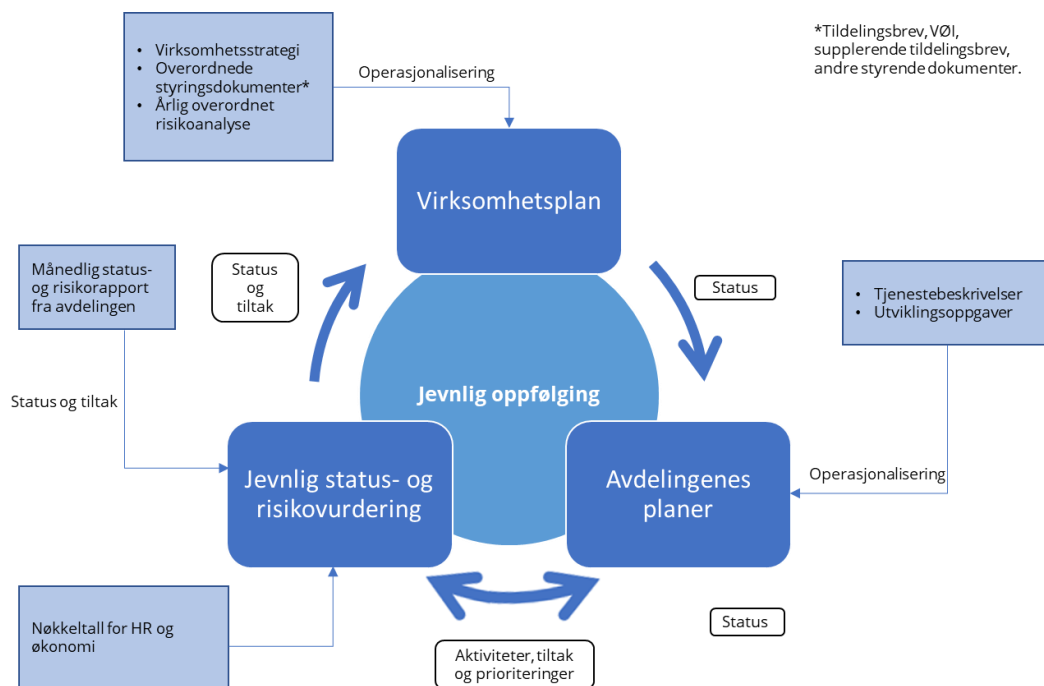 • Virksomhetsstrategi
• Overordnede
styringsdokumenter*
• Årlig overordnet
risikoanalyse
Operasjonalisering
*Tildelingsbrev, VØI,
supplerende tildelingsbrev,
andre styrende dokumenter.
Virksomhetsplan
Månedlig status-
og risikorapport
fra avdelingen
Status
og
tiltak
Status
• Tjenestebeskrivelser
• Utviklingsoppgaver
Jevnlig oppfølging
Status og tiltak
Jevnlig status- og
risikovurdering
Avdelingenes
planer
Operasjonalisering
Nøkkeltall for HR og
økonomi
Aktiviteter, tiltak
og prioriteringer
Status